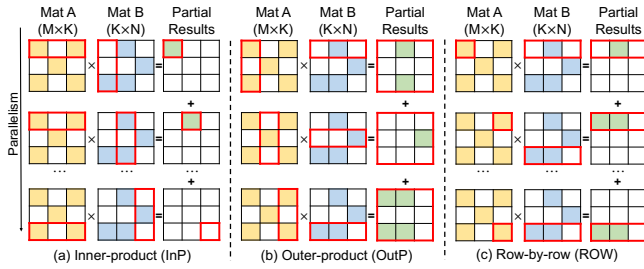 Mat A Mat B Partial
(M×K) (K×N) Results
Mat A Mat B Partial
(M×K) (K×N) Results
Mat A Mat B Partial
(M×K) (K×N) Results
Parallelism
× = × = × =
+ + +
× = × = × =
... ... ... ... ... ...
+ + +
× = × = × =
(a) Inner-product (InP) (b) Outer-product (OutP) (c) Row-by-row (ROW)